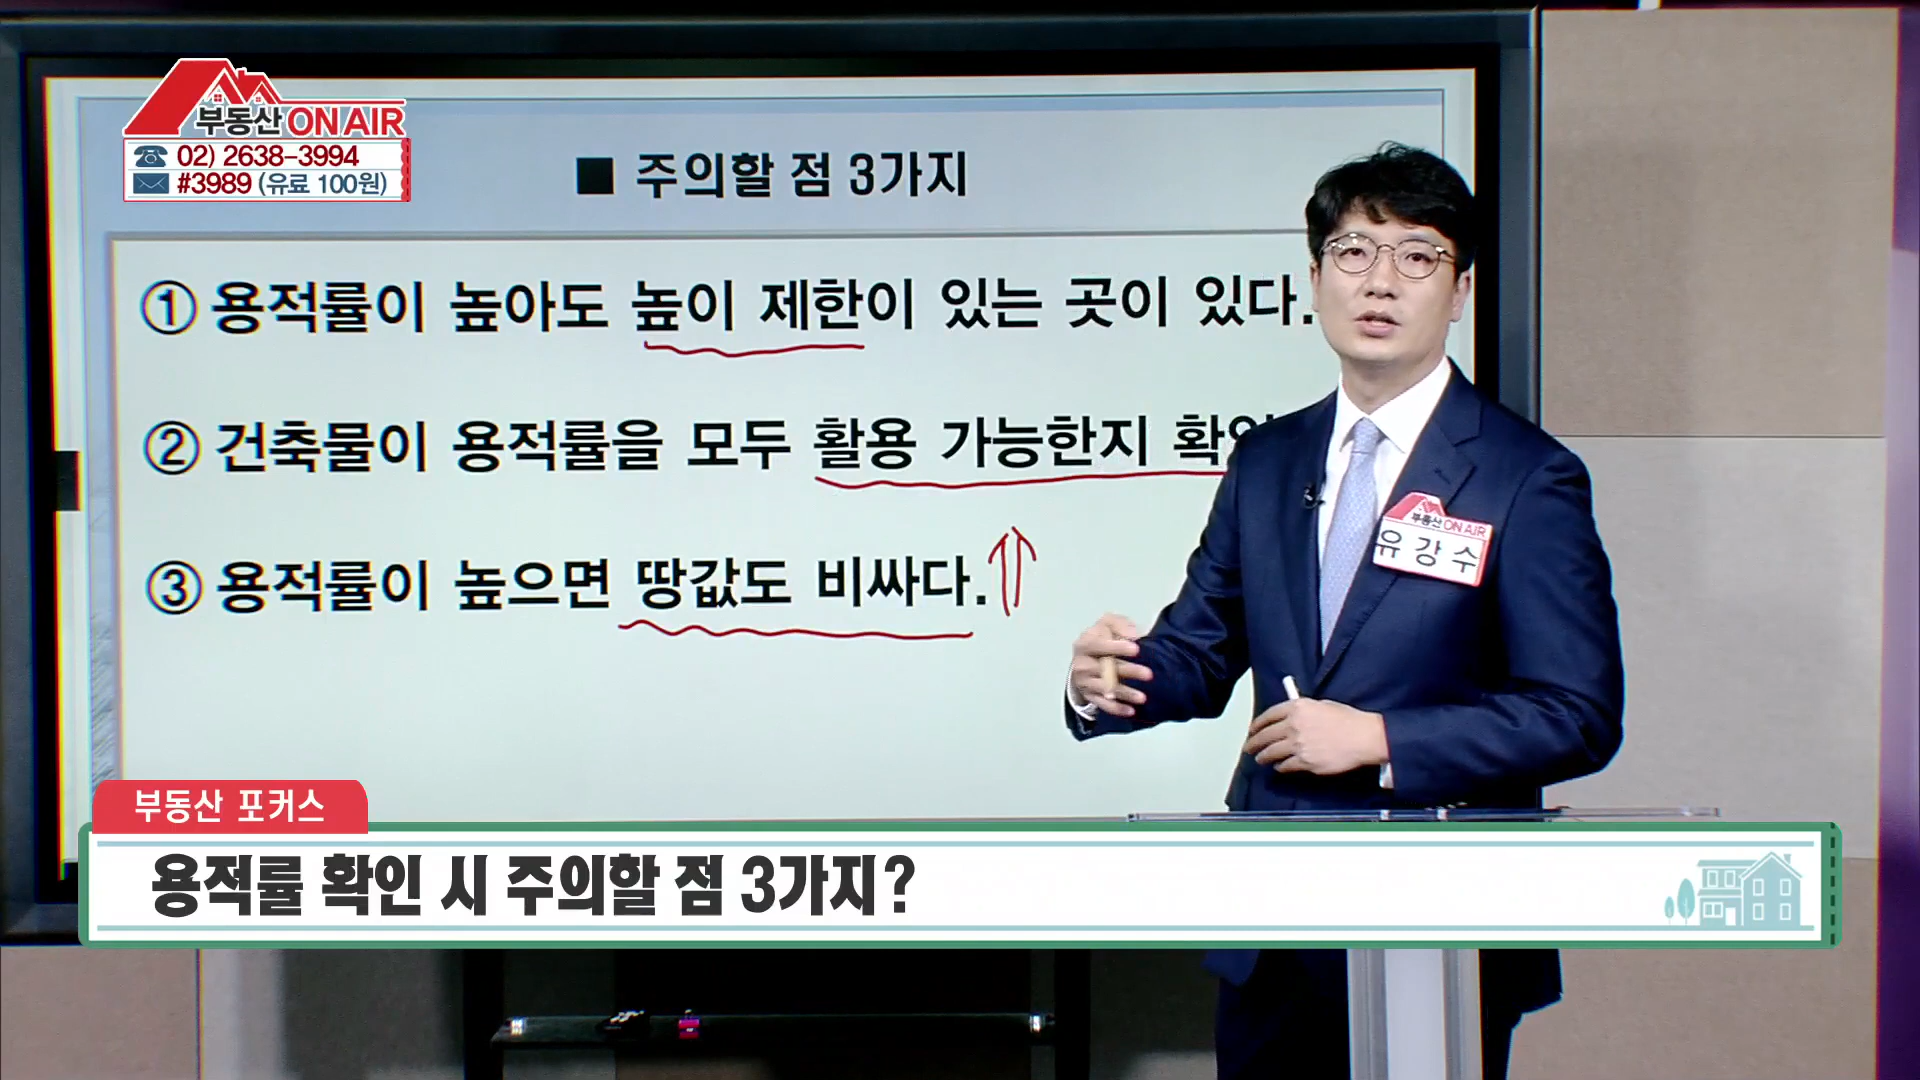 부동산 ON AIR
02) 2638-3994
#3989 (유료 100원)
■ 주의할 점 3가지
① 용적률이 높아도 높이 제한이 있는 곳이 있다.
② 건축물이 용적률을 모두 활용 가능한지
③ 용적률이 높으면 땅값도 비싸다.
부동산 ON AIR
유강수
부동산 포커스
용적률 확인 시 주의할 점 3가지?